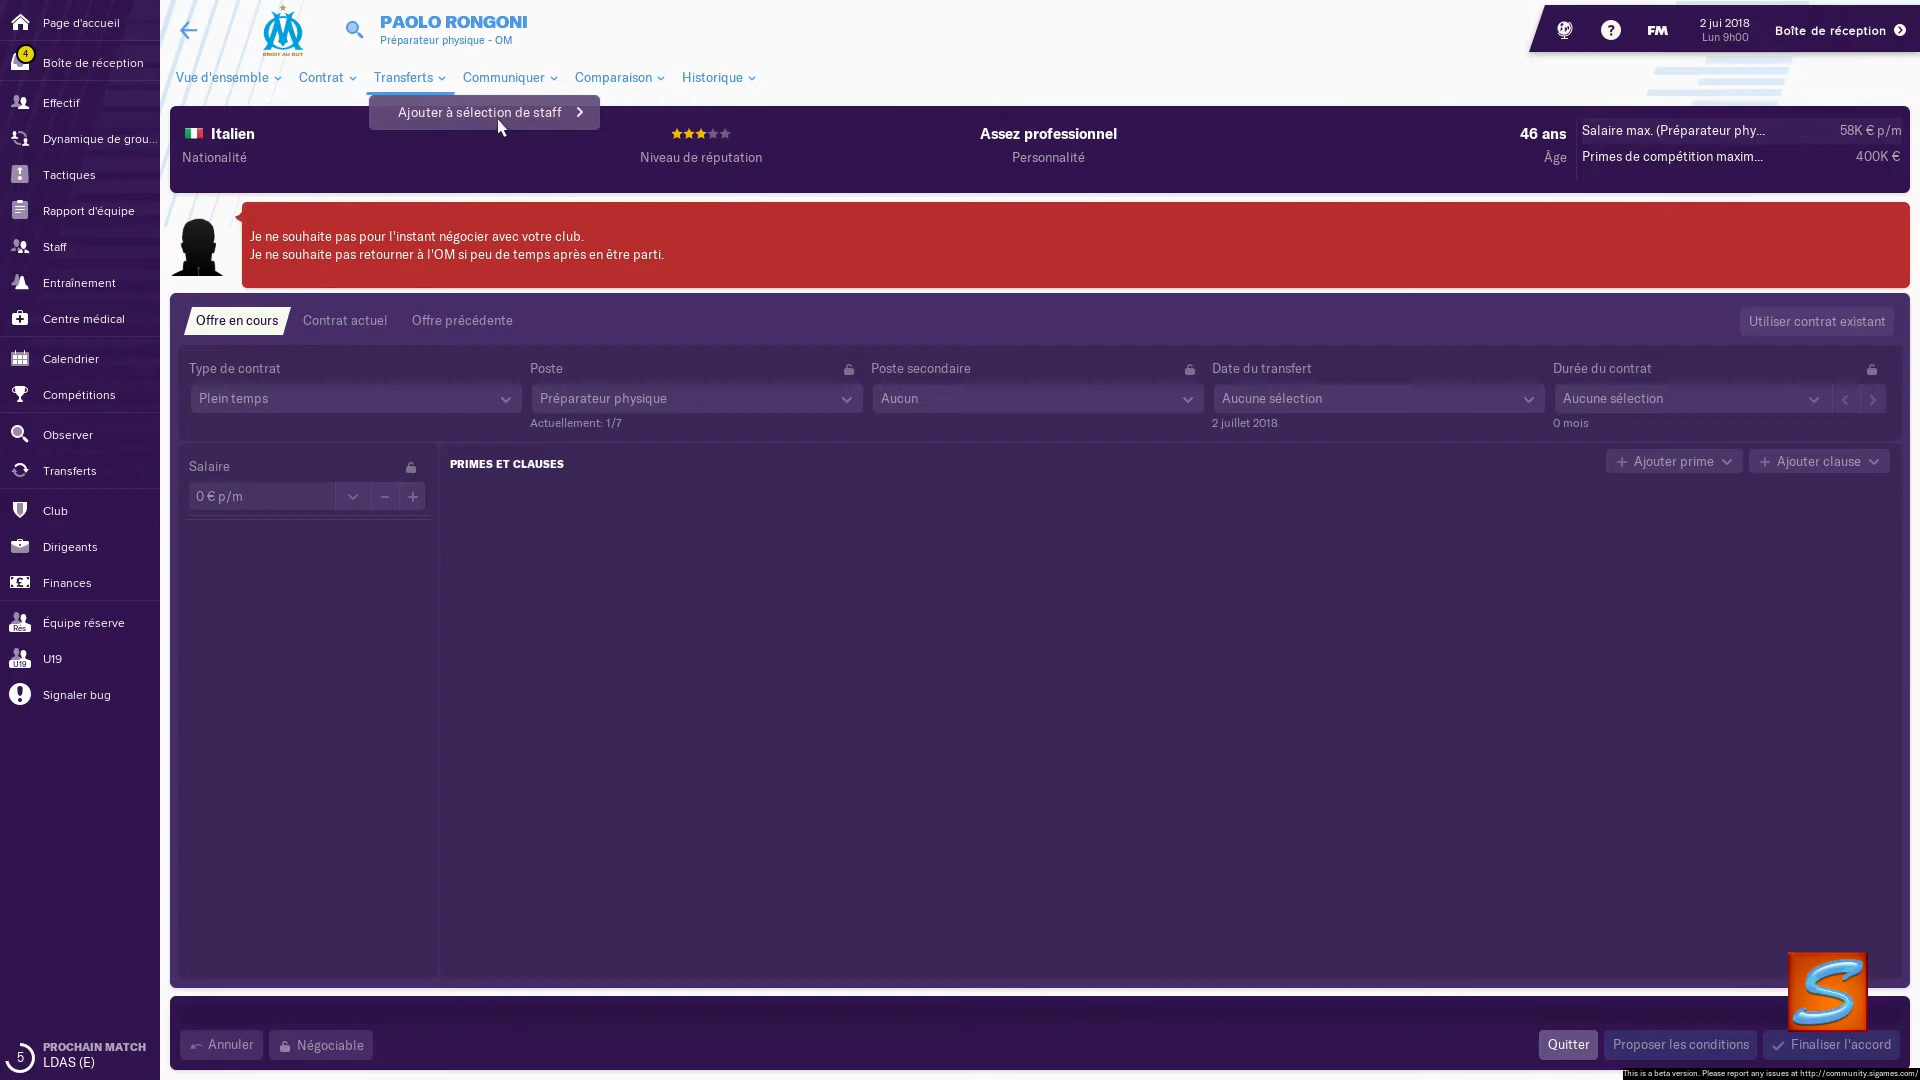 Page d'accueil
4
Boîte de réception
Effectif
Dynamique de grou...
Tactiques
Rapport d'équipe
Staff
Entraînement
Centre médical
Calendrier
Compétitions
Observer
Transferts
Club
Dirigeants
Finances
Rés
Équipe réserve
U19
U19
Signaler bug
5
PROCHAIN MATCH
LDAS (E)
DROIT AU BUT
PAOLO RONGONI
Préparateur physique - OM
?
FM
2 jui 2018
Lun 9h00
Boîte de réception
Vue d'ensemble
Contrat
Transferts
Communiquer
Comparaison
Historique
Ajouter à sélection de staff
Italien
Nationalité
Niveau de réputation
Assez professionnel
Personnalité
46 ans
Âge
Salaire max. (Préparateur phy...
58K € p/m
Primes de compétition maxim...
400K €
Je ne souhaite pas pour l'instant négocier avec votre club.
Je ne souhaite pas retourner à l'OM si peu de temps après en être parti.
Offre en cours
Contrat actuel
Offre précédente
Utiliser contrat existant
Type de contrat
Poste
Poste secondaire
Date du transfert
Durée du contrat
Plein temps
Préparateur physique
Aucun
Aucune sélection
Aucune sélection
Actuellement: 1/7
2 juillet 2018
0 mois
Salaire
0 € p/m
PRIMES ET CLAUSES
Ajouter prime
Ajouter clause
S
Annuler
Négociable
Quitter
Proposer les conditions
Finaliser l'accord
This is a beta version. Please report any issues at http://community.sigames.com/